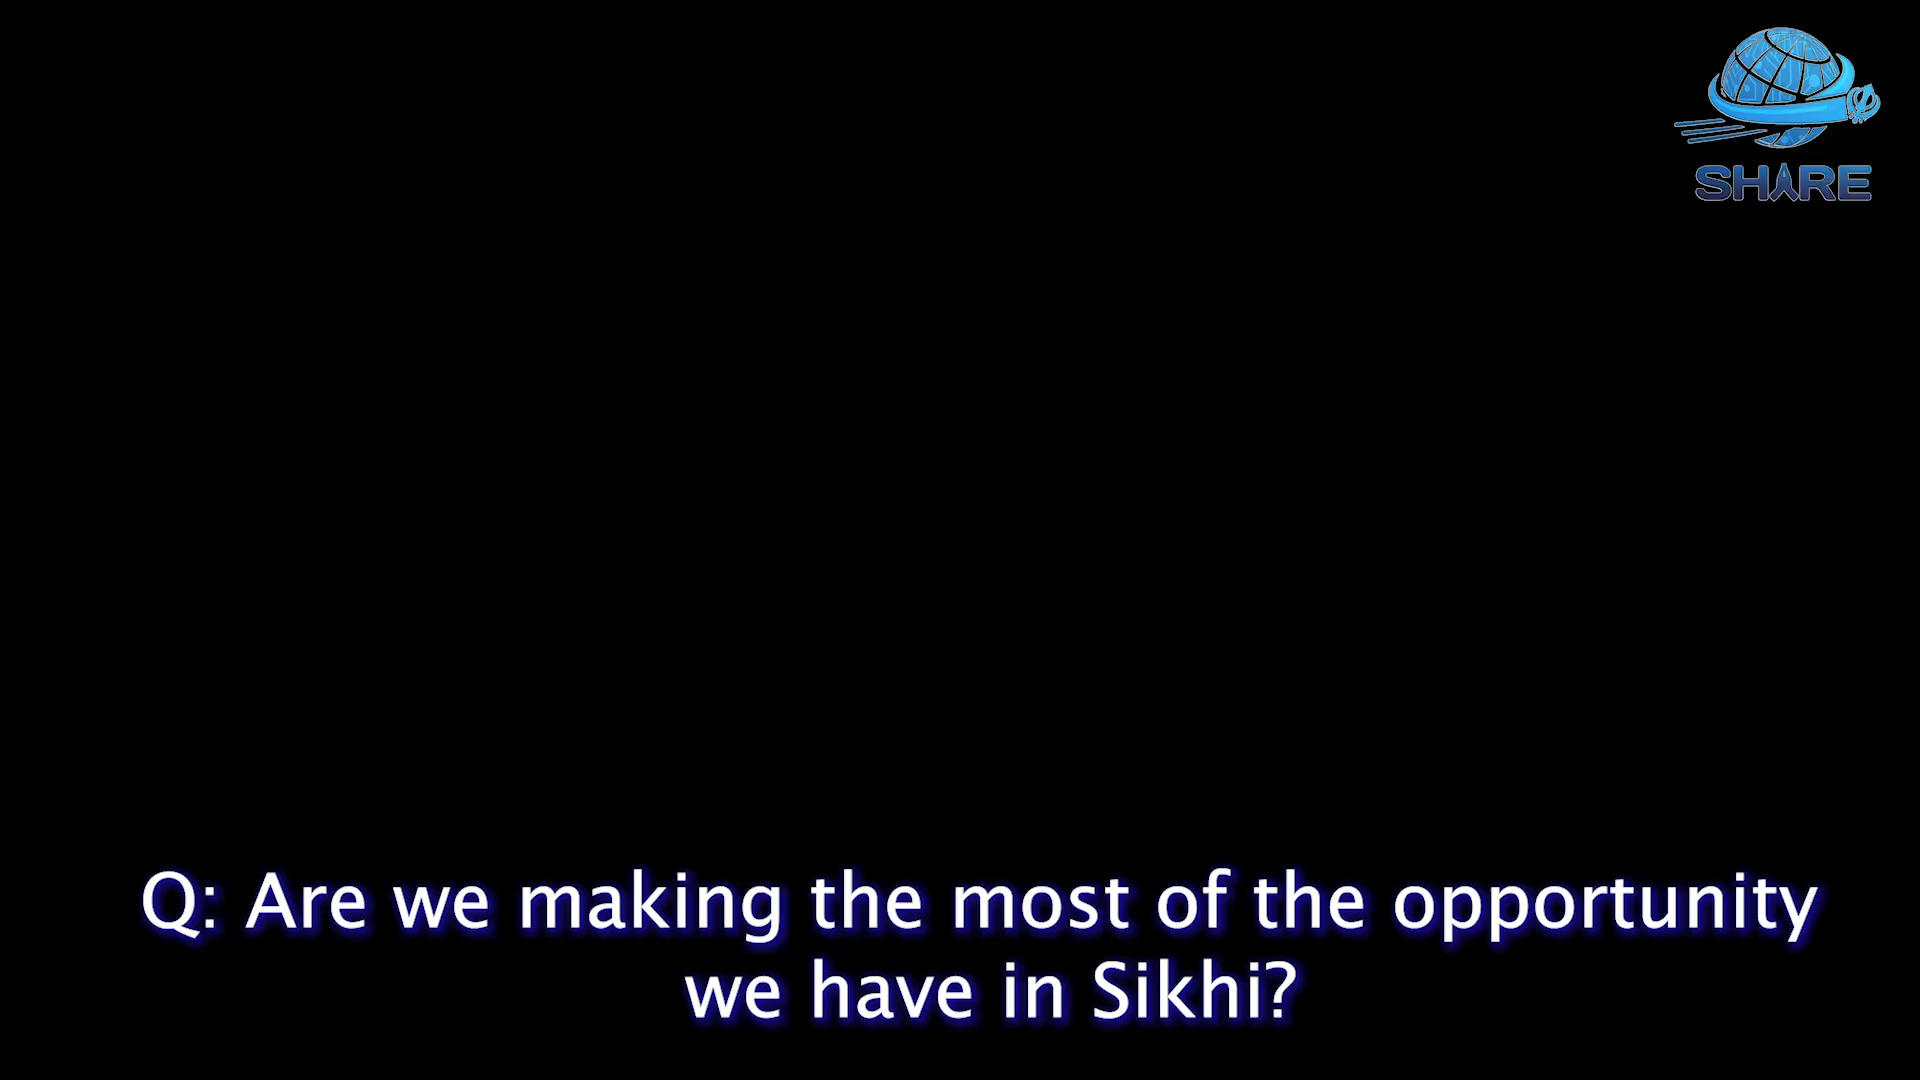 SHARE
Q: Are we making the most of the opportunity
we have in Sikhi?